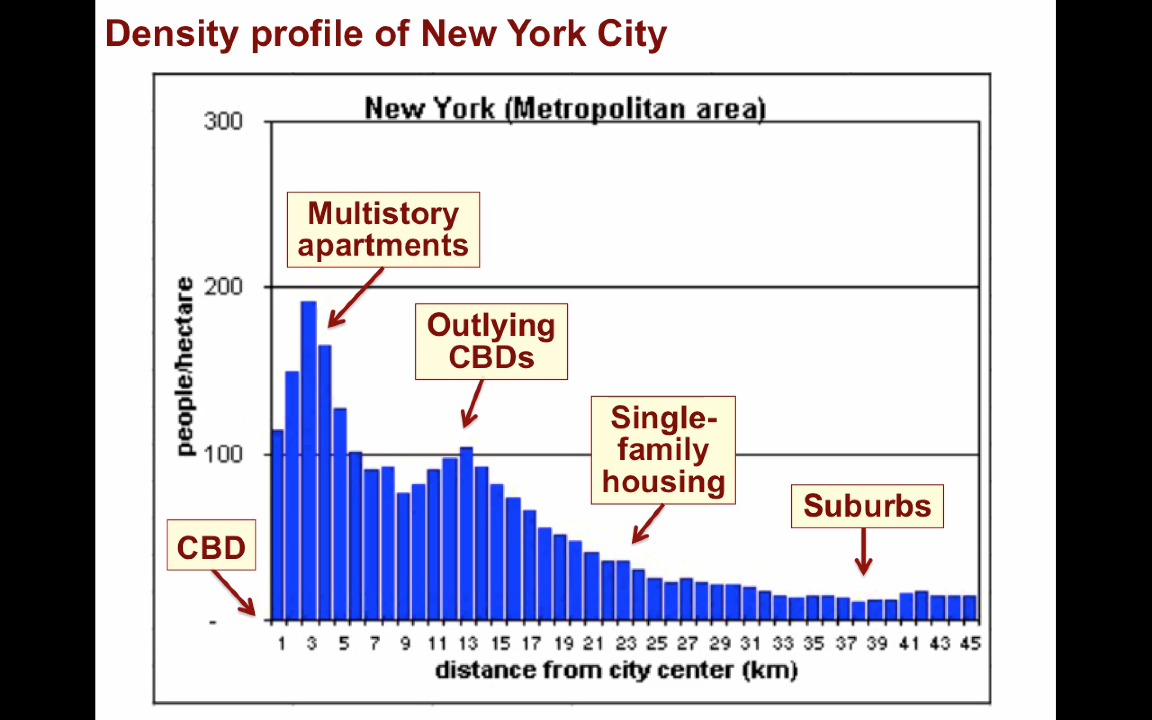 Density profile of New York City
New York (Metropolitan area)
300
Multistory
apartments
200
Outlying
CBDs
people/hectare
Single-
family
housing
100
Suburbs
CBD
-
1 3 5 7 9 11 13 15 17 19 21 23 25 27 29 31 33 35 37 39 41 43 45
distance from city center (km)